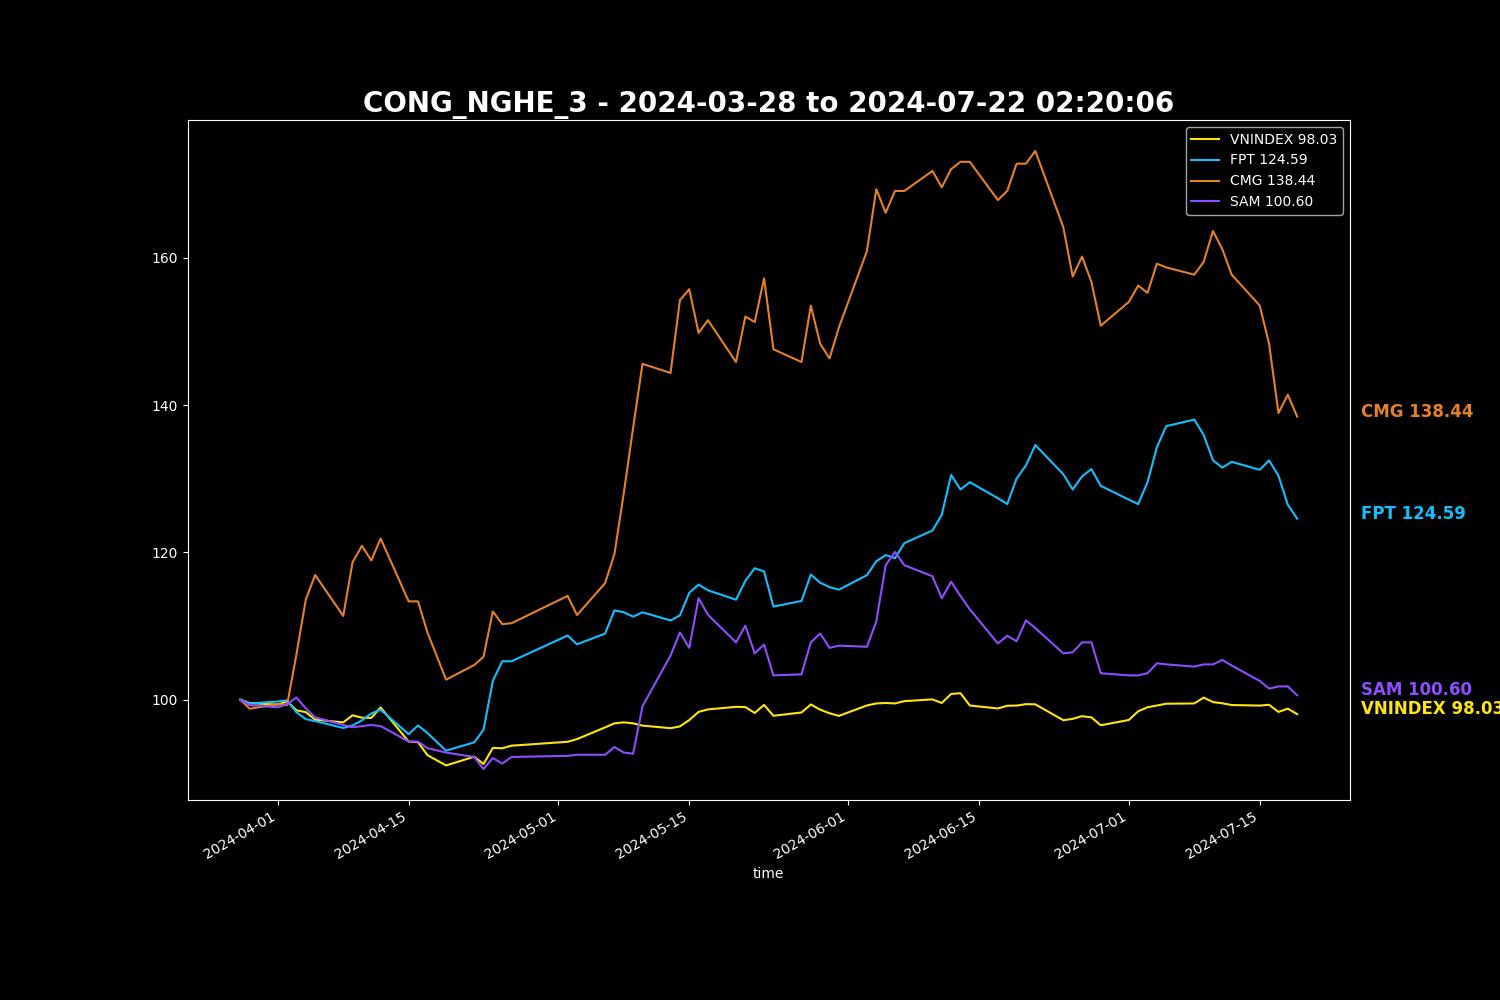 CONG_NGHE_3 - 2024-03-28 to 2024-07-22 02:20:06
VNINDEX 98.03
FPT 124.59
CMG 138.44
SAM 100.60
160
140
120
100
CMG 138.44
FPT 124.59
SAM 100.60
VNINDEX 98.03
2024-04-01
2024-04-15
2024-05-01
2024-05-15
2024-06-01
2024-06-15
2024-07-01
2024-07-15
time